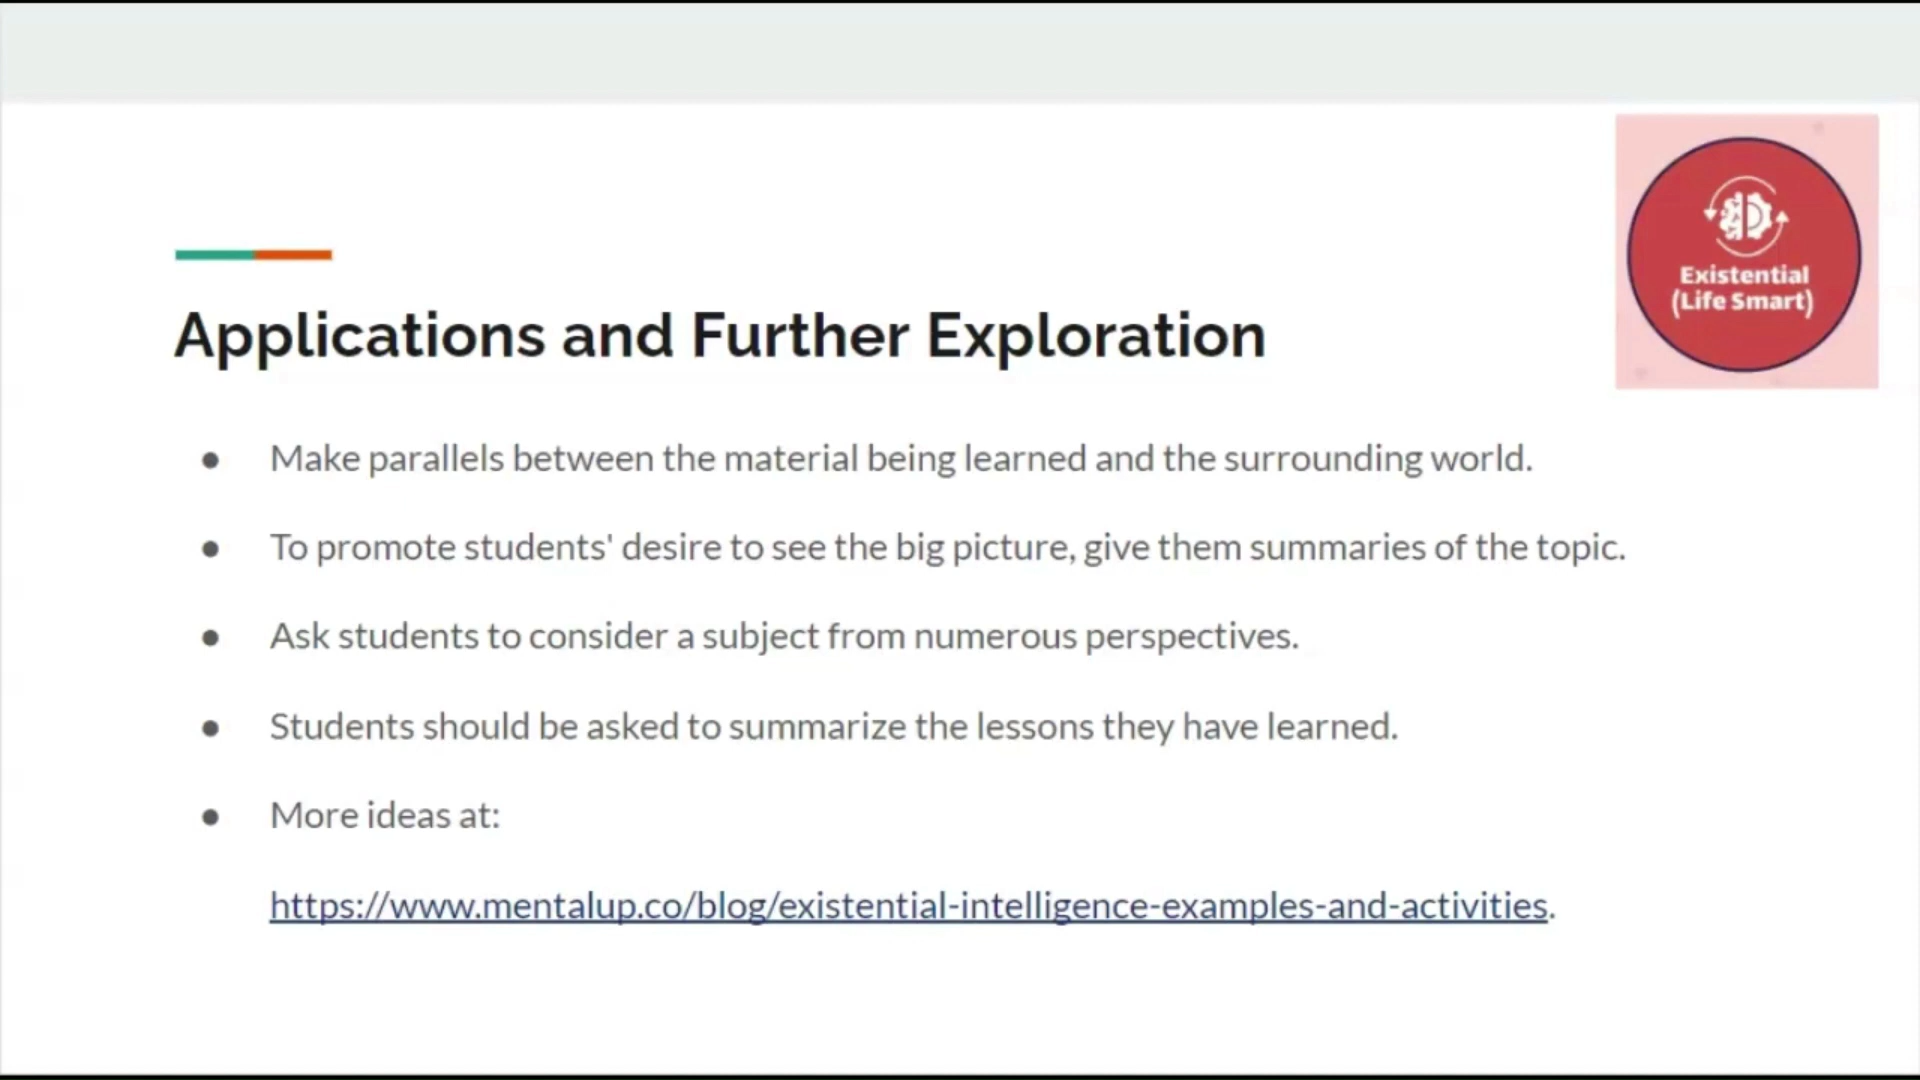 Existential
(Life Smart)
Applications and Further Exploration
● Make parallels between the material being learned and the surrounding world.
● To promote students' desire to see the big picture, give them summaries of the topic.
● Ask students to consider a subject from numerous perspectives.
● Students should be asked to summarize the lessons they have learned.
● More ideas at:
https://www.mentalup.co/blog/existential-intelligence-examples-and-activities.